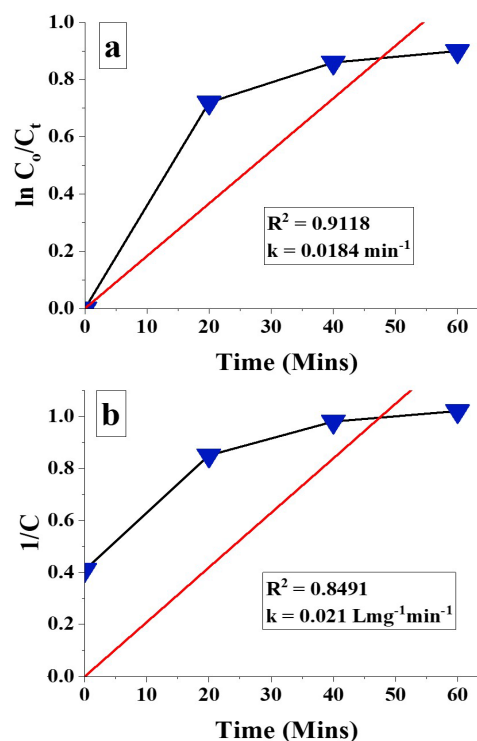 a
1.0
0.8
0.6
0.4
0.2
0.0
ln C₀/Cₜ
R² = 0.9118
k = 0.0184 min⁻¹
0 10 20 30 40 50 60
Time (Mins)
b
1.0
0.8
0.6
0.4
0.2
0.0
1/C
R² = 0.8491
k = 0.021 Lmg⁻¹min⁻¹
0 10 20 30 40 50 60
Time (Mins)